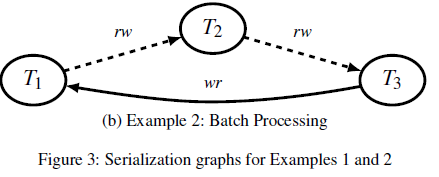 rw
T2
rw
T1
wr
T3
(b) Example 2: Batch Processing
Figure 3: Serialization graphs for Examples 1 and 2